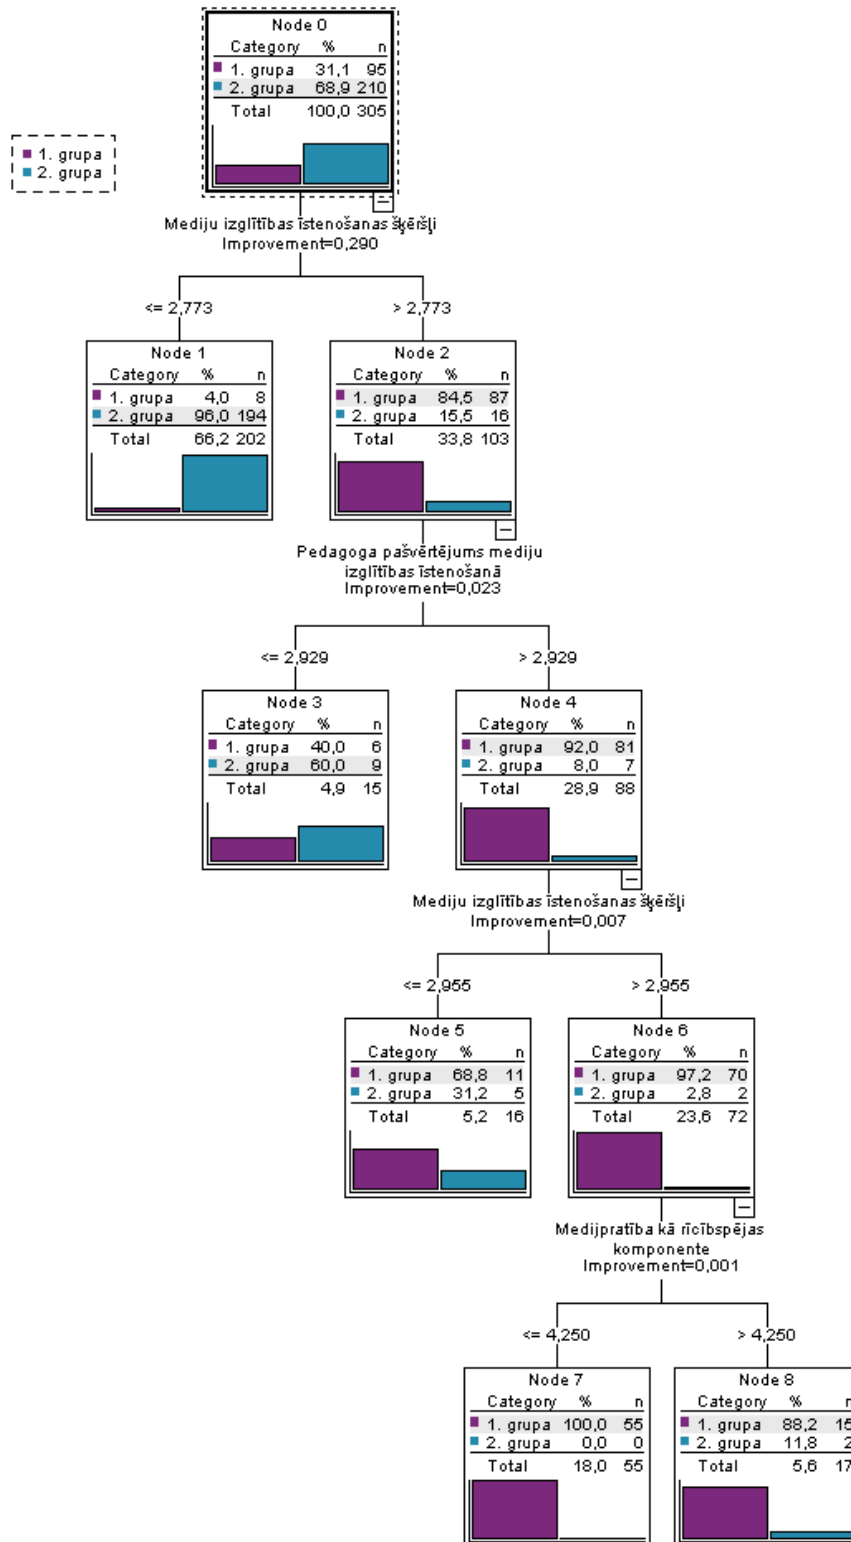 Node 0
Category % n
1. grupa 31,1 95
2. grupa 68,9 210
Total 100,0 305
1. grupa
2. grupa
Mediju izglītības īstenošanas šķēršļi
Improvement=0,290
<= 2,773
> 2,773
Node 1
Category % n
1. grupa 4,0 8
2. grupa 96,0 194
Total 66,2 202
Node 2
Category % n
1. grupa 84,5 87
2. grupa 15,5 16
Total 33,8 103
Pedagoga pašvērtējums mediju
izglītības īstenošanā
Improvement=0,023
<= 2,929
> 2,929
Node 3
Category % n
1. grupa 40,0 6
2. grupa 60,0 9
Total 4,9 15
Node 4
Category % n
1. grupa 92,0 81
2. grupa 8,0 7
Total 28,9 88
Mediju izglītības īstenošanas šķēršļi
Improvement=0,007
<= 2,955
> 2,955
Node 5
Category % n
1. grupa 68,8 11
2. grupa 31,2 5
Total 5,2 16
Node 6
Category % n
1. grupa 97,2 70
2. grupa 2,8 2
Total 23,6 72
Medijpratība kā rīcībspējas
komponente
Improvement=0,001
<= 4,250
> 4,250
Node 7
Category % n
1. grupa 100,0 55
2. grupa 0,0 0
Total 18,0 55
Node 8
Category % n
1. grupa 88,2 15
2. grupa 11,8 2
Total 5,6 17